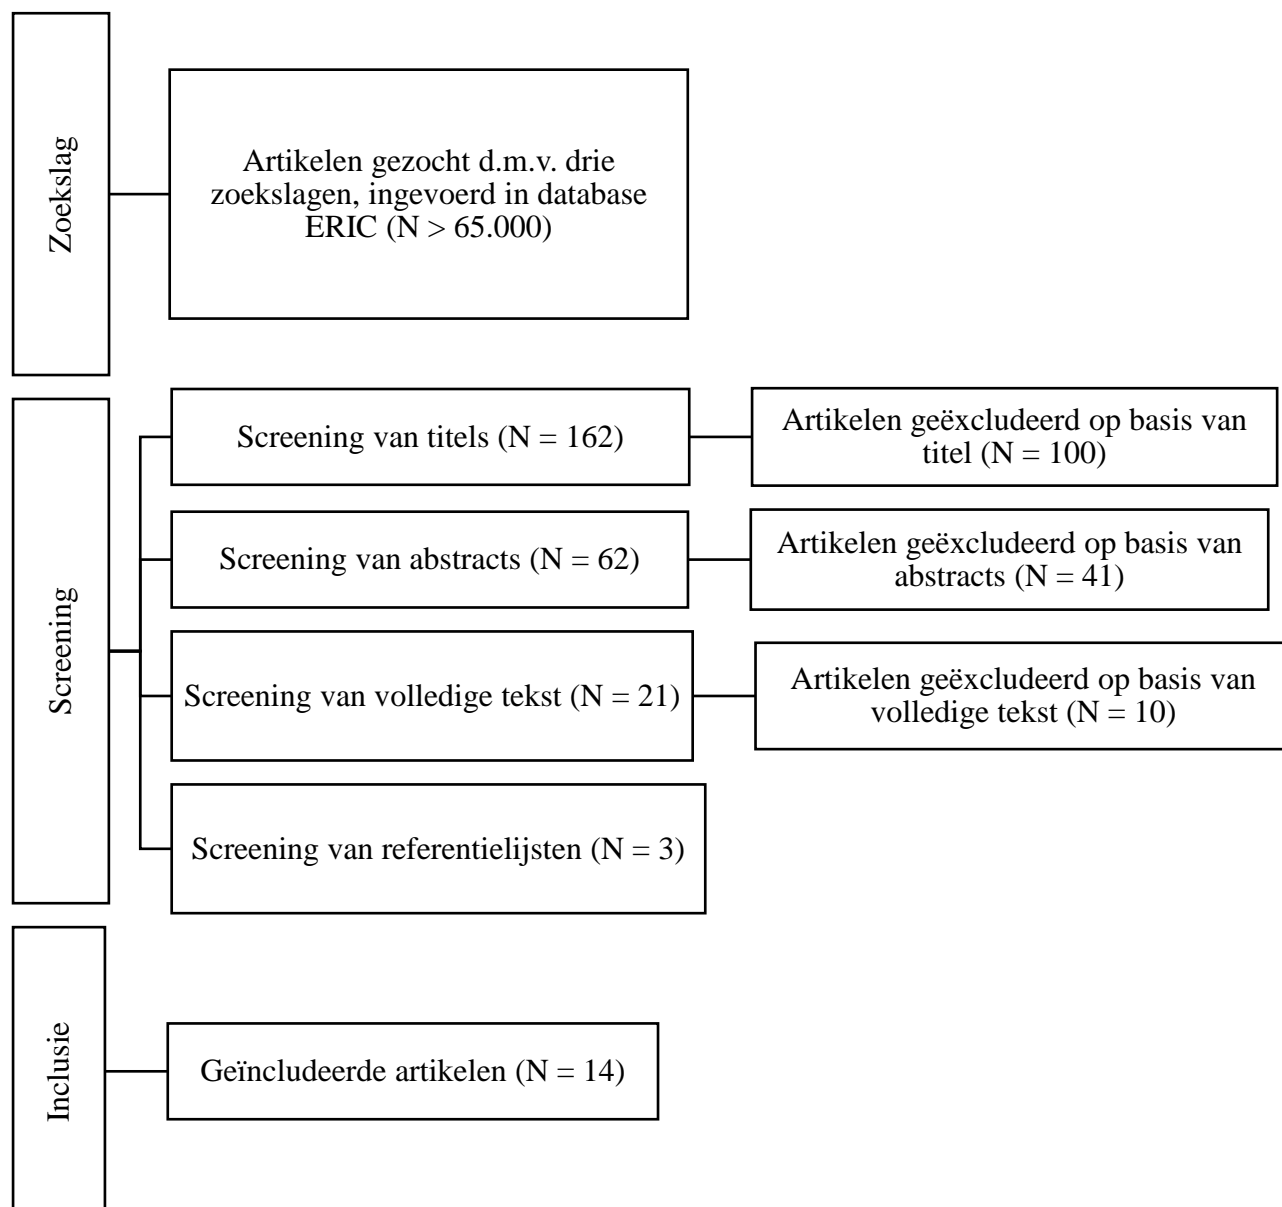 Zoekslag
Artikelen gezocht d.m.v. drie
zoekslagen, ingevoerd in database
ERIC (N > 65.000)
Screening
Screening van titels (N = 162)
Artikelen geëxcludeerd op basis van
titel (N = 100)
Screening van abstracts (N = 62)
Artikelen geëxcludeerd op basis van
abstracts (N = 41)
Screening van volledige tekst (N = 21)
Artikelen geëxcludeerd op basis van
volledige tekst (N = 10)
Screening van referentielijsten (N = 3)
Inclusie
Geïncludeerde artikelen (N = 14)